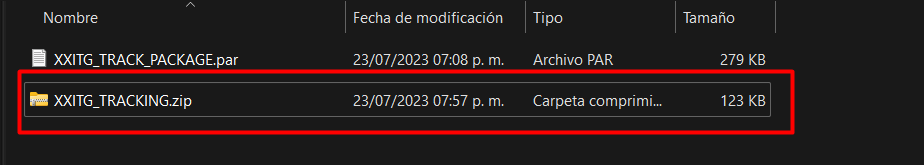 Nombre Fecha de modificación Tipo Tamaño
XXITG_TRACK_PACKAGE.par 23/07/2023 07:08 p. m. Archivo PAR 279 KB
XXITG_TRACKING.zip 23/07/2023 07:57 p. m. Carpeta comprimi... 123 KB